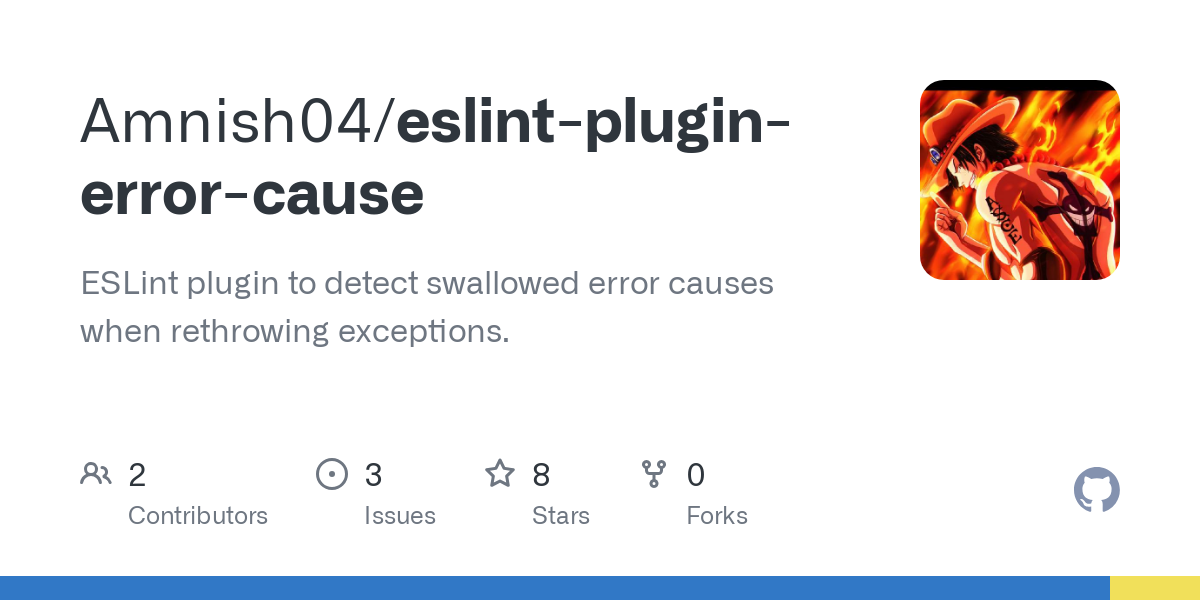 Amnish04/eslint-plugin-
error-cause
ESLint plugin to detect swallowed error causes
when rethrowing exceptions.
2 3 8 0
Contributors Issues Stars Forks